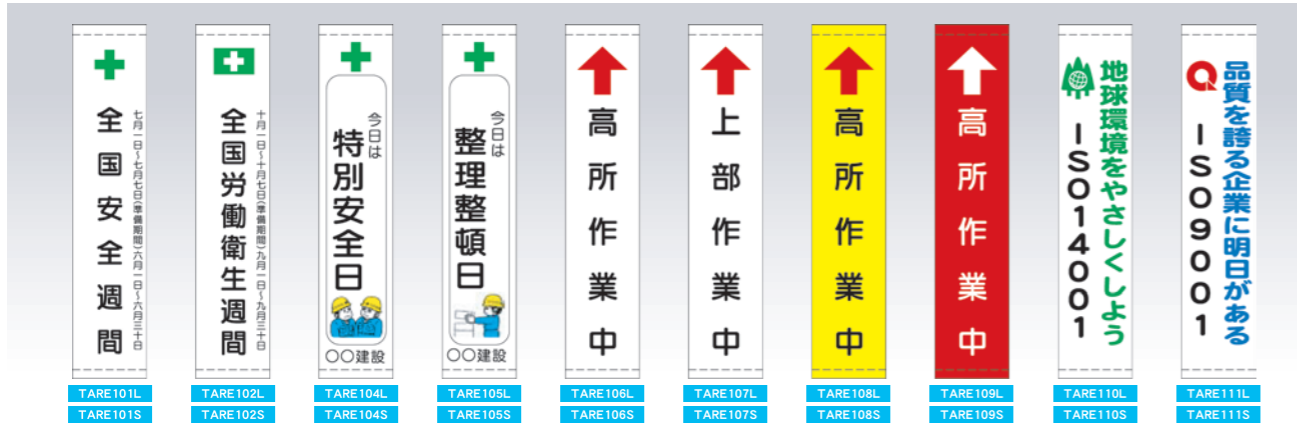 全国安全週間
七月一日~七月七日(準備期間)六月一日~六月三十日
TARE101L
TARE101S
全国労働衛生週間
十月一日~十月七日(準備期間)九月一日~九月三十日
TARE102L
TARE102S
今日は
特別安全日
〇〇建設
TARE104L
TARE104S
今日は
整理整頓日
〇〇建設
TARE105L
TARE105S
高所作業中
TARE106L
TARE106S
上部作業中
TARE107L
TARE107S
高所作業中
TARE108L
TARE108S
高所作業中
TARE109L
TARE109S
地球環境をやさしくしよう
ISO14001
TARE110L
TARE110S
品質を誇る企業に明日がある
ISO9001
TARE111L
TARE111S